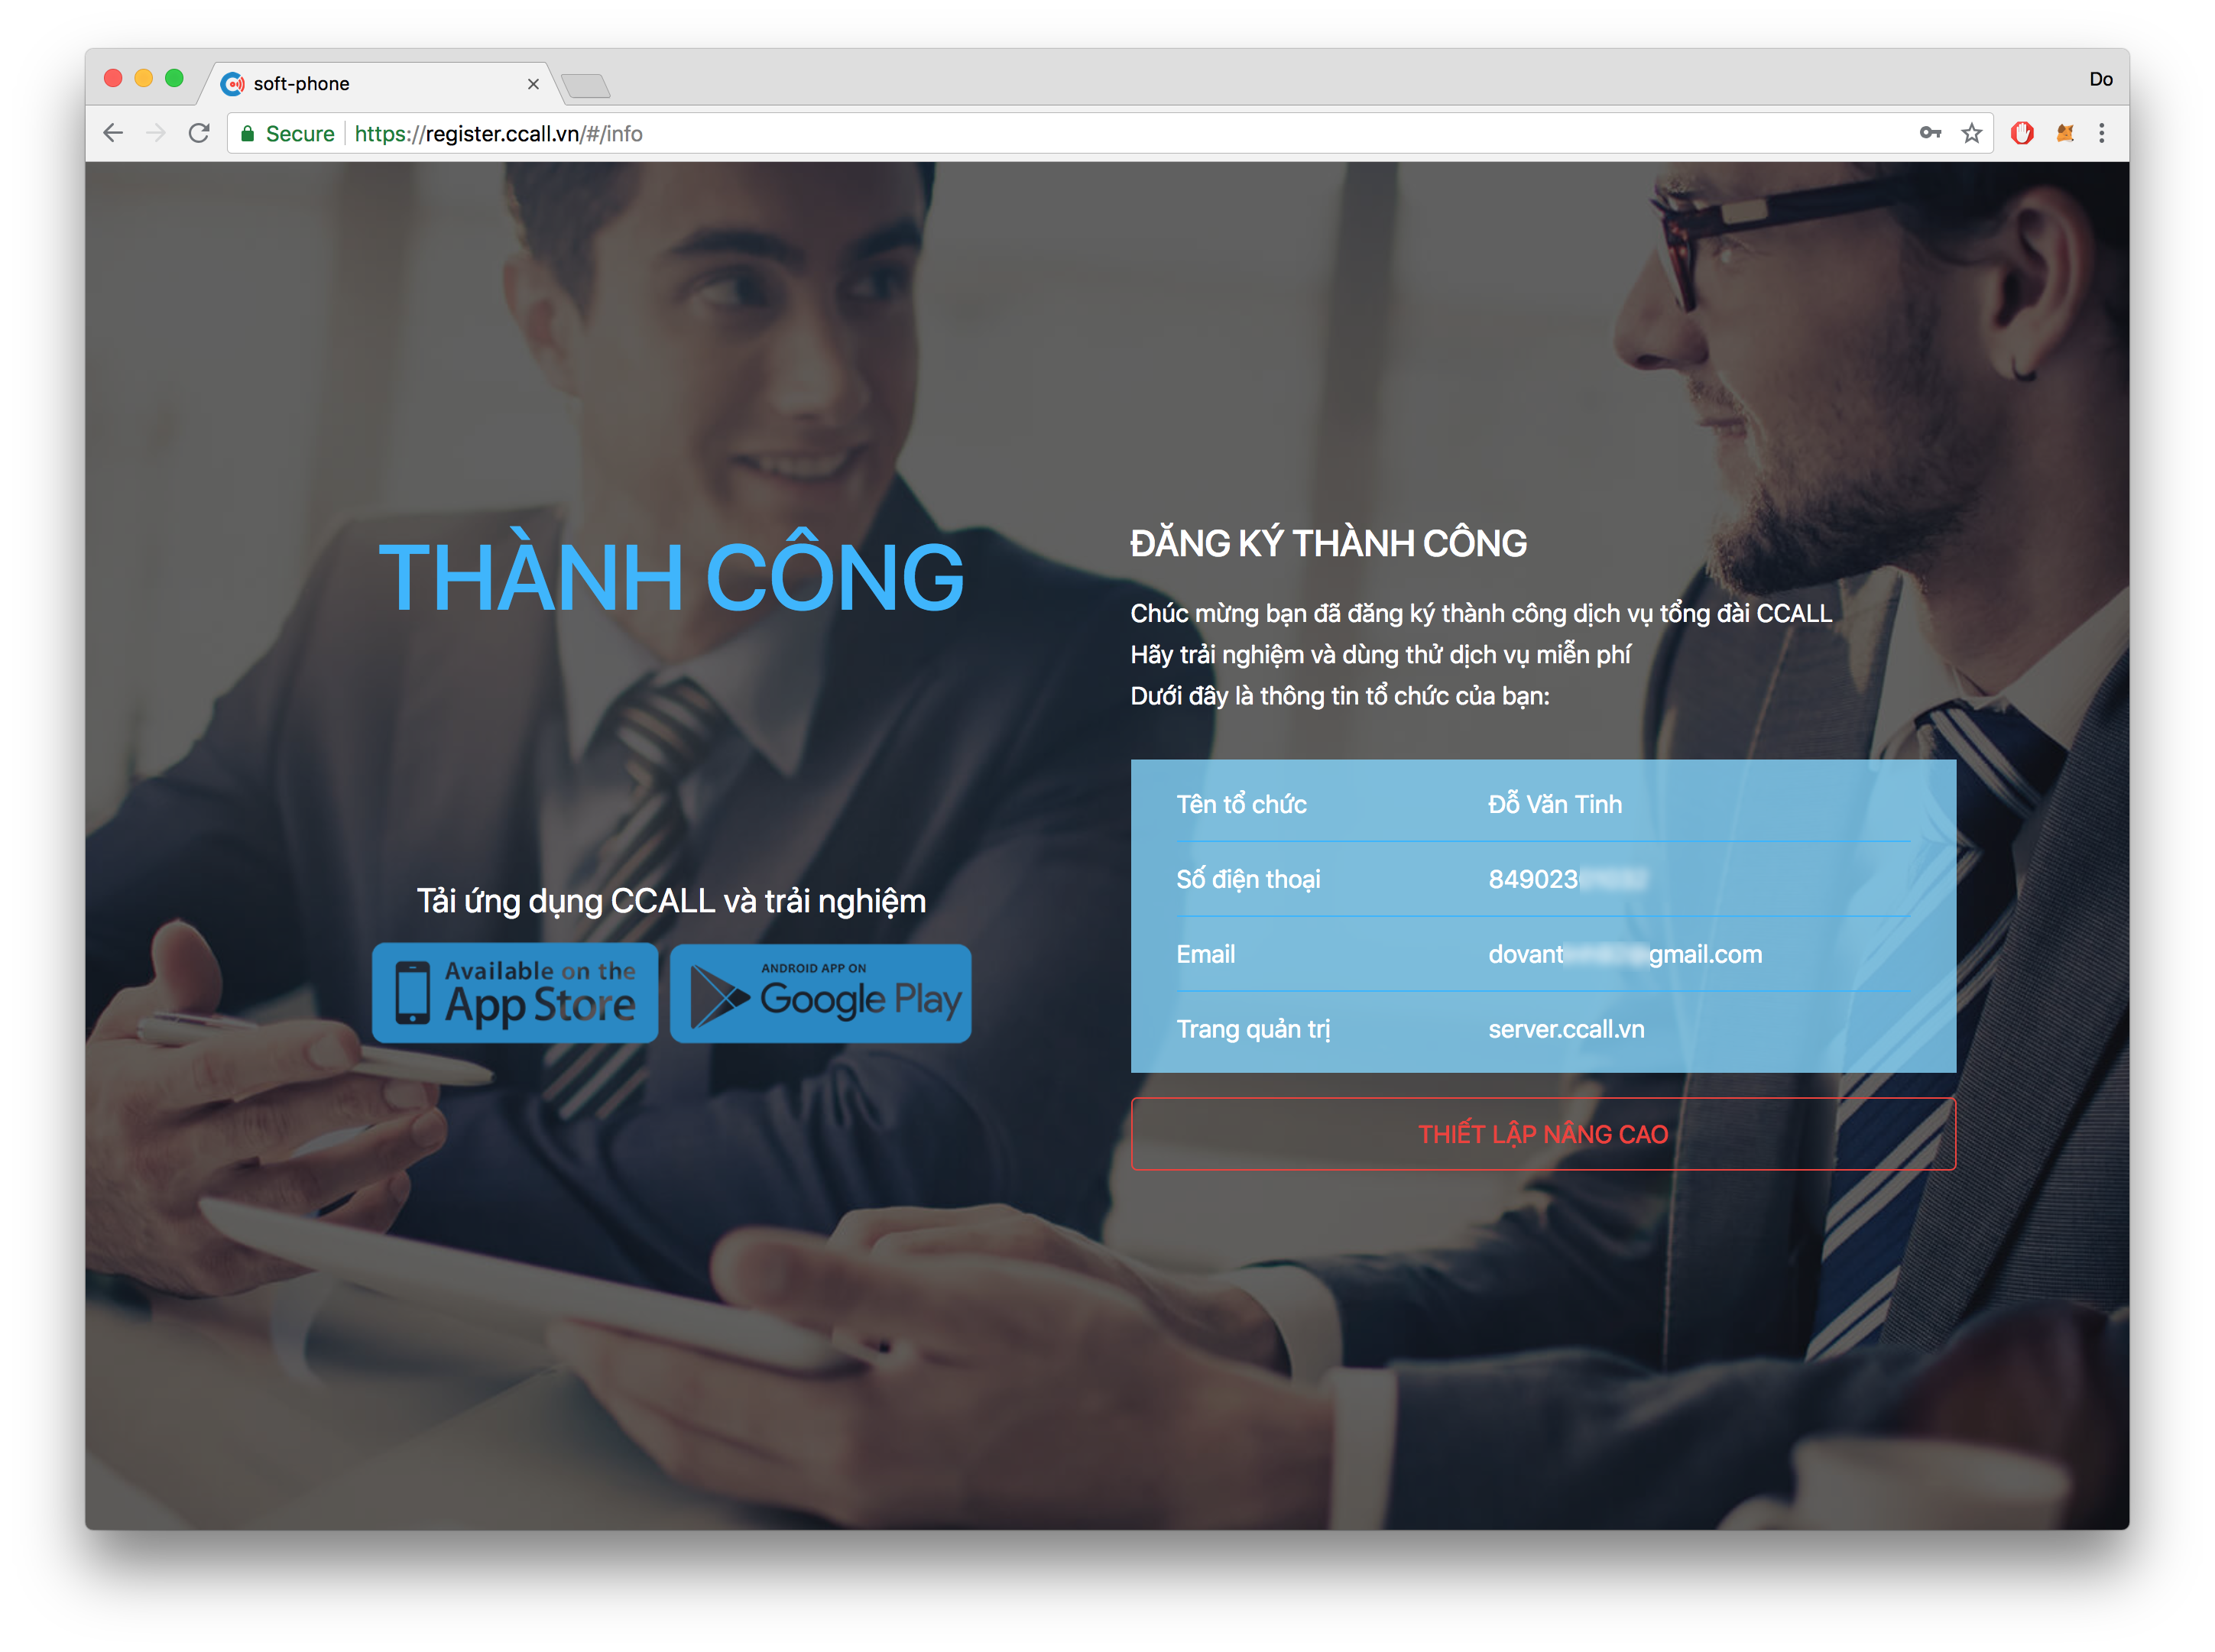 soft-phone
Do
Secure https://register.ccall.vn/#/info
THÀNH CÔNG
Tải ứng dụng CCALL và trải nghiệm
Available on the
App Store
ANDROID APP ON
Google Play
ĐĂNG KÝ THÀNH CÔNG
Chúc mừng bạn đã đăng ký thành công dịch vụ tổng đài CCALL
Hãy trải nghiệm và dùng thử dịch vụ miễn phí
Dưới đây là thông tin tổ chức của bạn:
Tên tổ chức Đỗ Văn Tinh
Số điện thoại 849023
Email dovant gmail.com
Trang quản trị server.ccall.vn
THIẾT LẬP NÂNG CAO